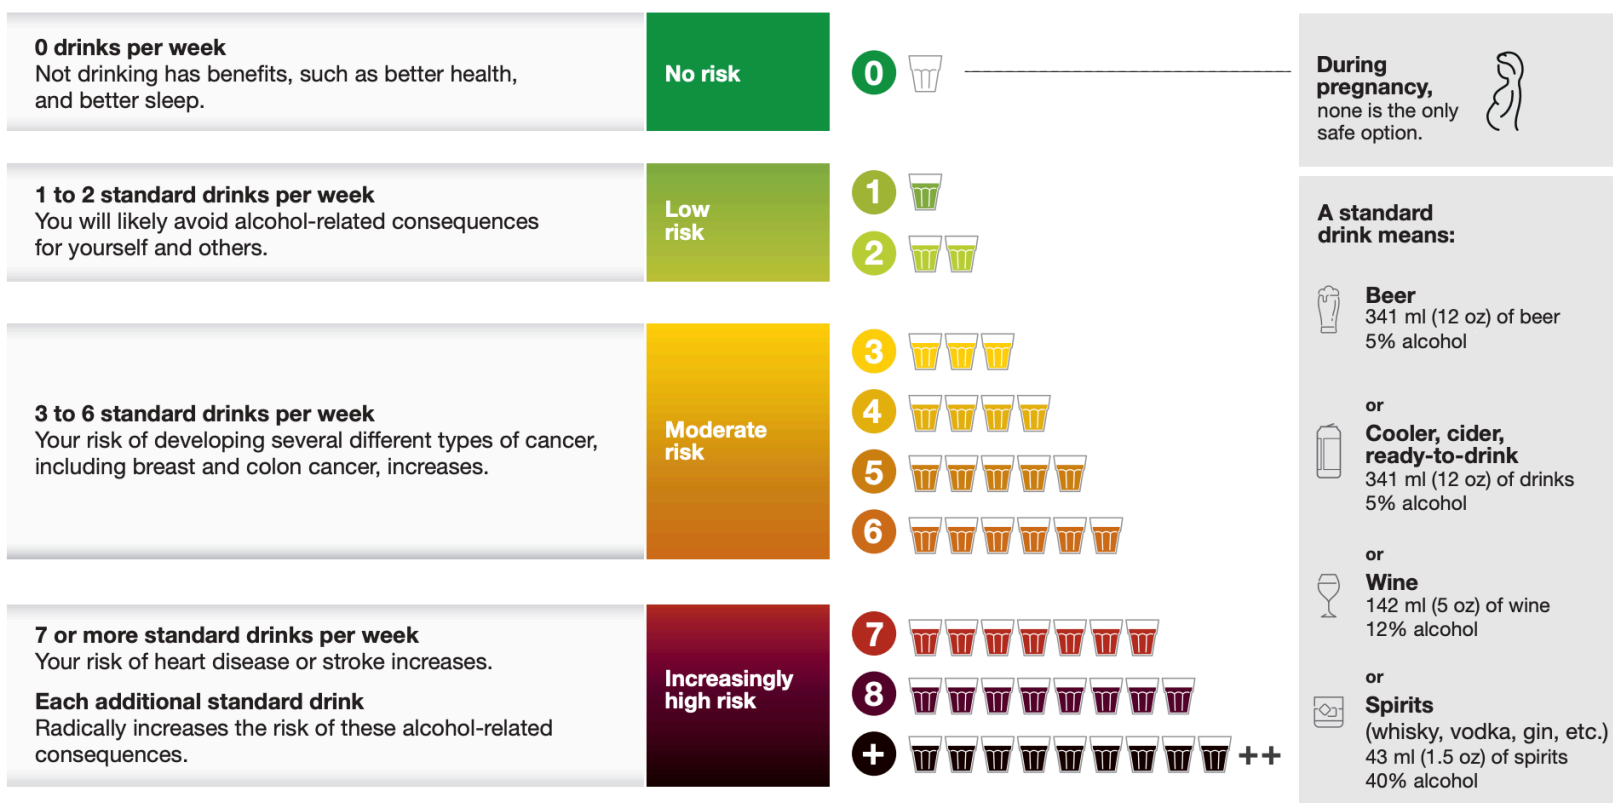 0 drinks per week
Not drinking has benefits, such as better health,
and better sleep.
No risk
0
During
pregnancy,
none is the only
safe option.
1 to 2 standard drinks per week
You will likely avoid alcohol-related consequences
for yourself and others.
Low
risk
1
2
3 to 6 standard drinks per week
Your risk of developing several different types of cancer,
including breast and colon cancer, increases.
Moderate
risk
3
4
5
6
7 or more standard drinks per week
Your risk of heart disease or stroke increases.
Each additional standard drink
Radically increases the risk of these alcohol-related
consequences.
Increasingly
high risk
7
8
+
++
A standard
drink means:
Beer
341 ml (12 oz) of beer
5% alcohol
or
Cooler, cider,
ready-to-drink
341 ml (12 oz) of drinks
5% alcohol
or
Wine
142 ml (5 oz) of wine
12% alcohol
or
Spirits
(whisky, vodka, gin, etc.)
43 ml (1.5 oz) of spirits
40% alcohol